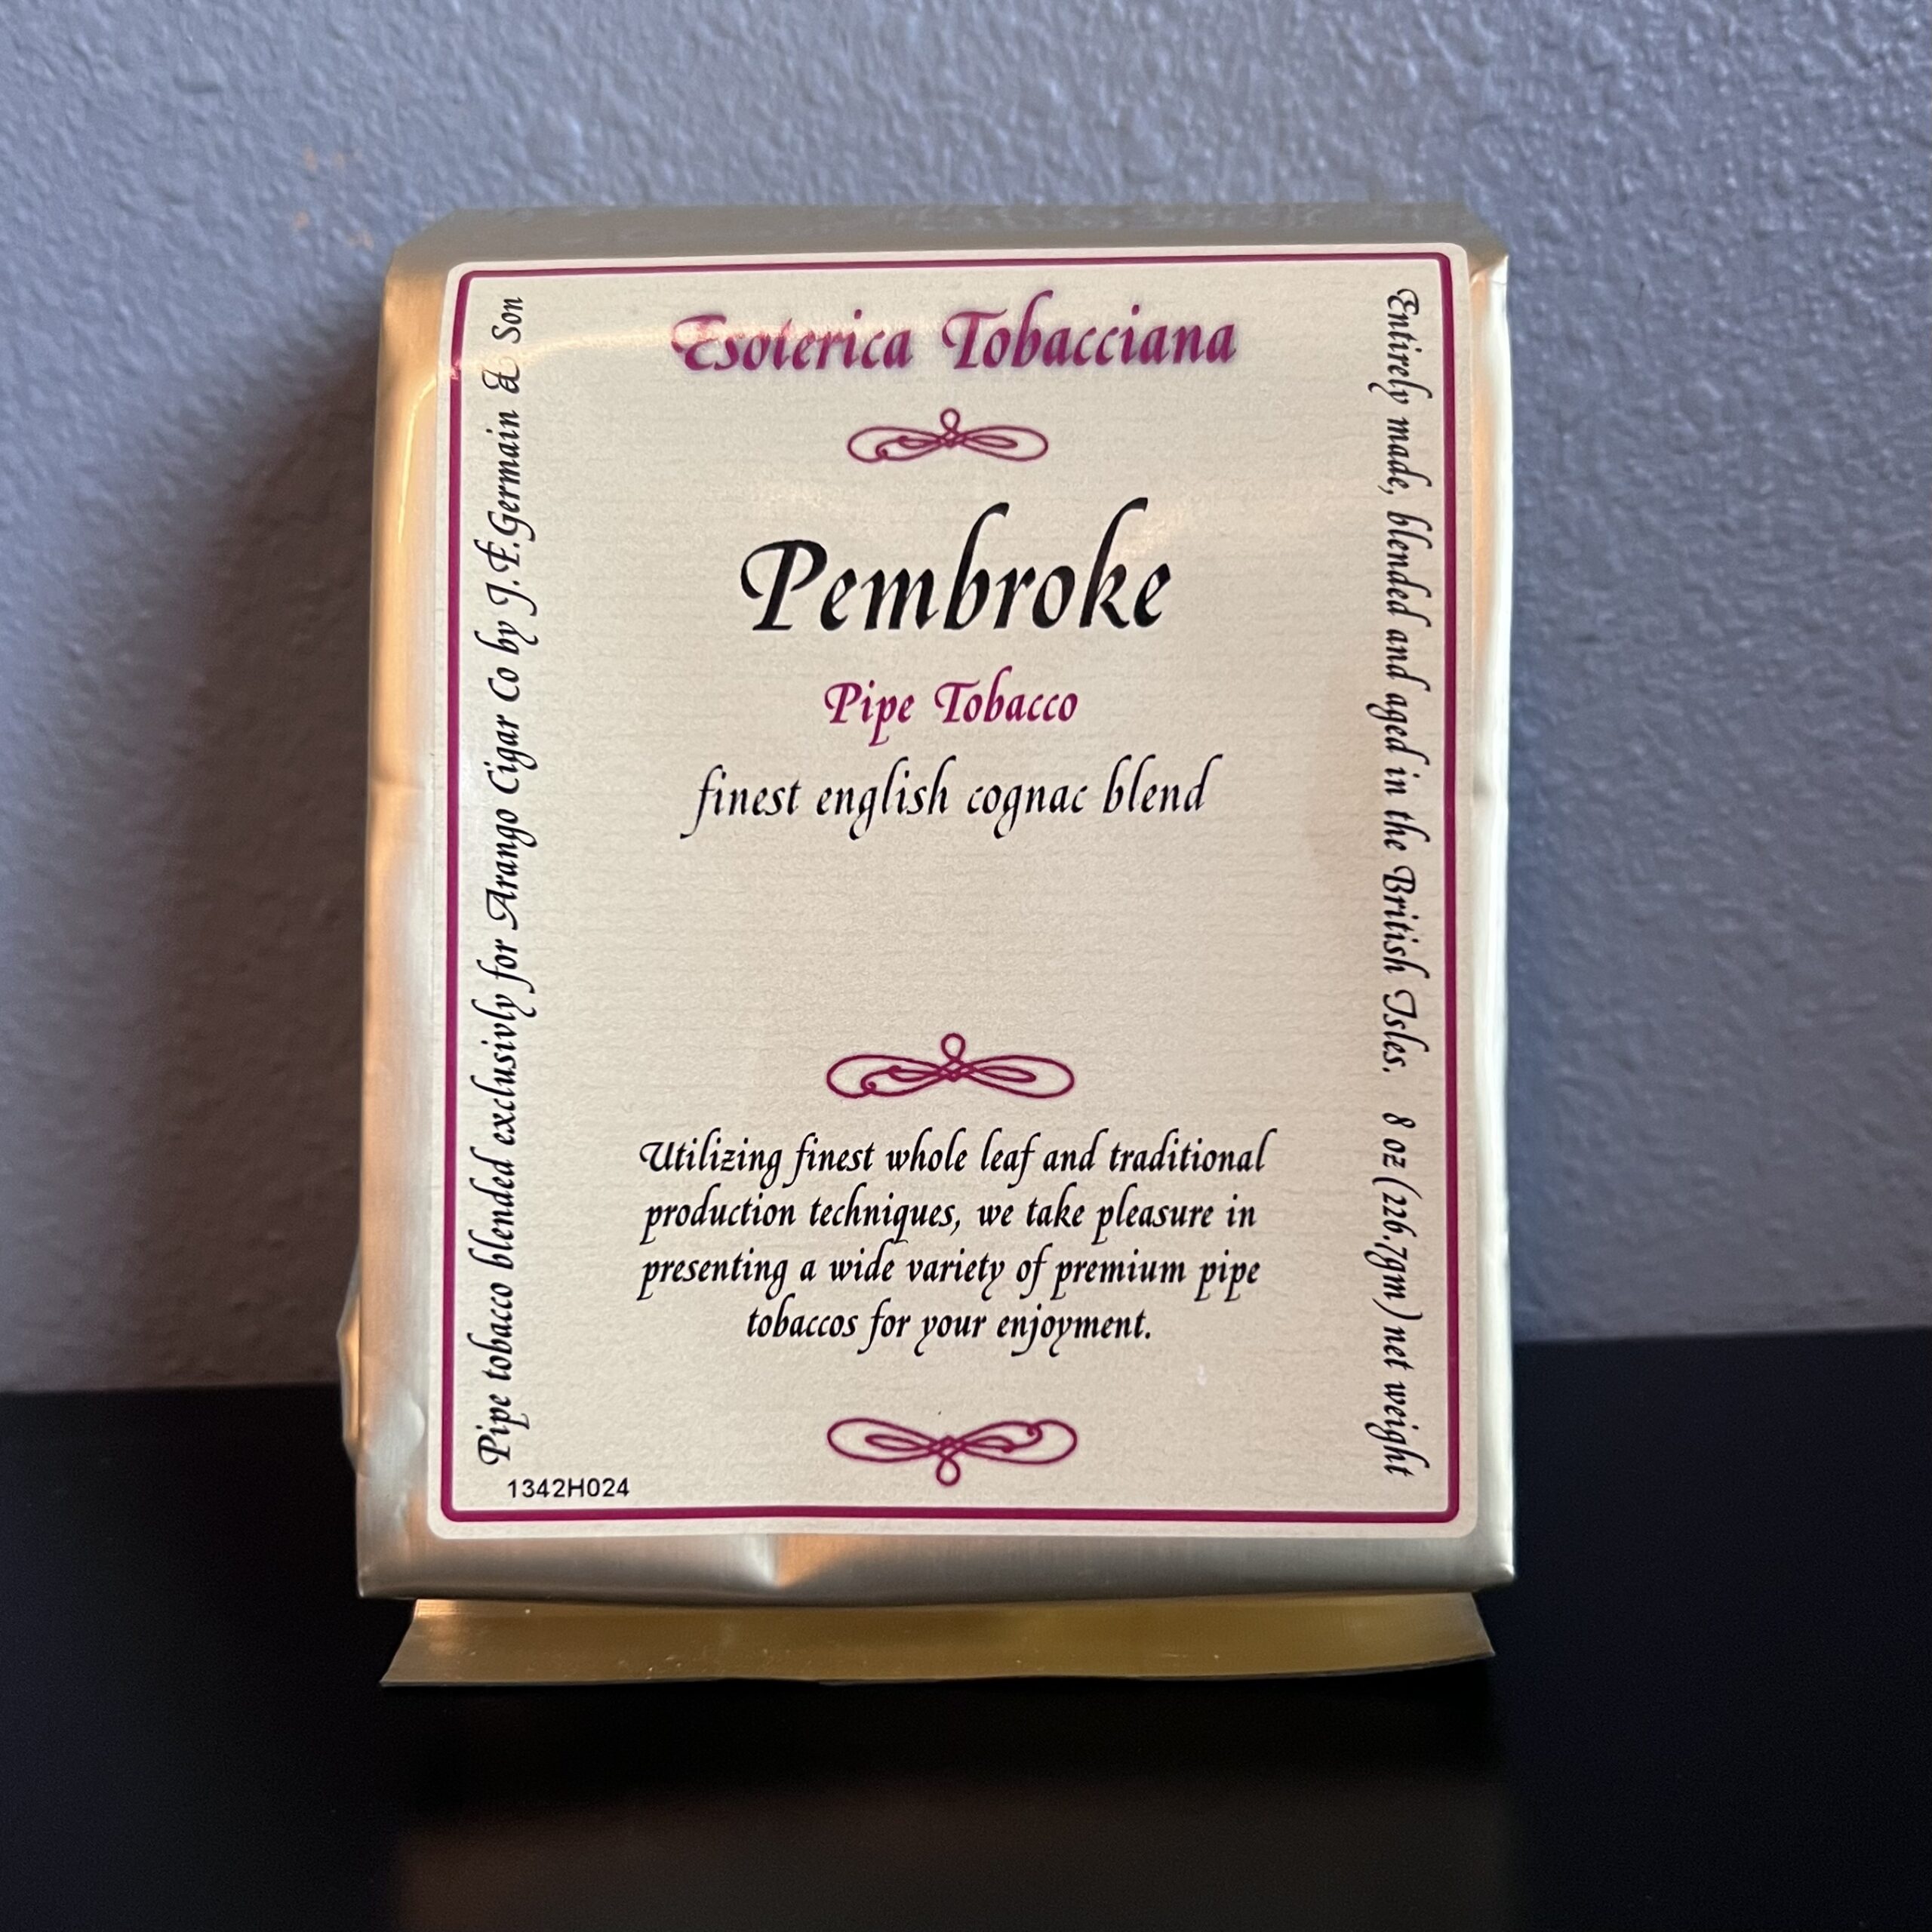 Esoterica Tobacciana
Pembroke
Pipe Tobacco
finest english cognac blend
Utilizing finest whole leaf and traditional
production techniques, we take pleasure in
presenting a wide variety of premium pipe
tobaccos for your enjoyment.
Pipe tobacco blended exclusivly for Arango Cigar Co by J.F.Germain & Son
Entirely made, blended and aged in the British Isles. 8 oz (226.7gm) net weight
1342H024